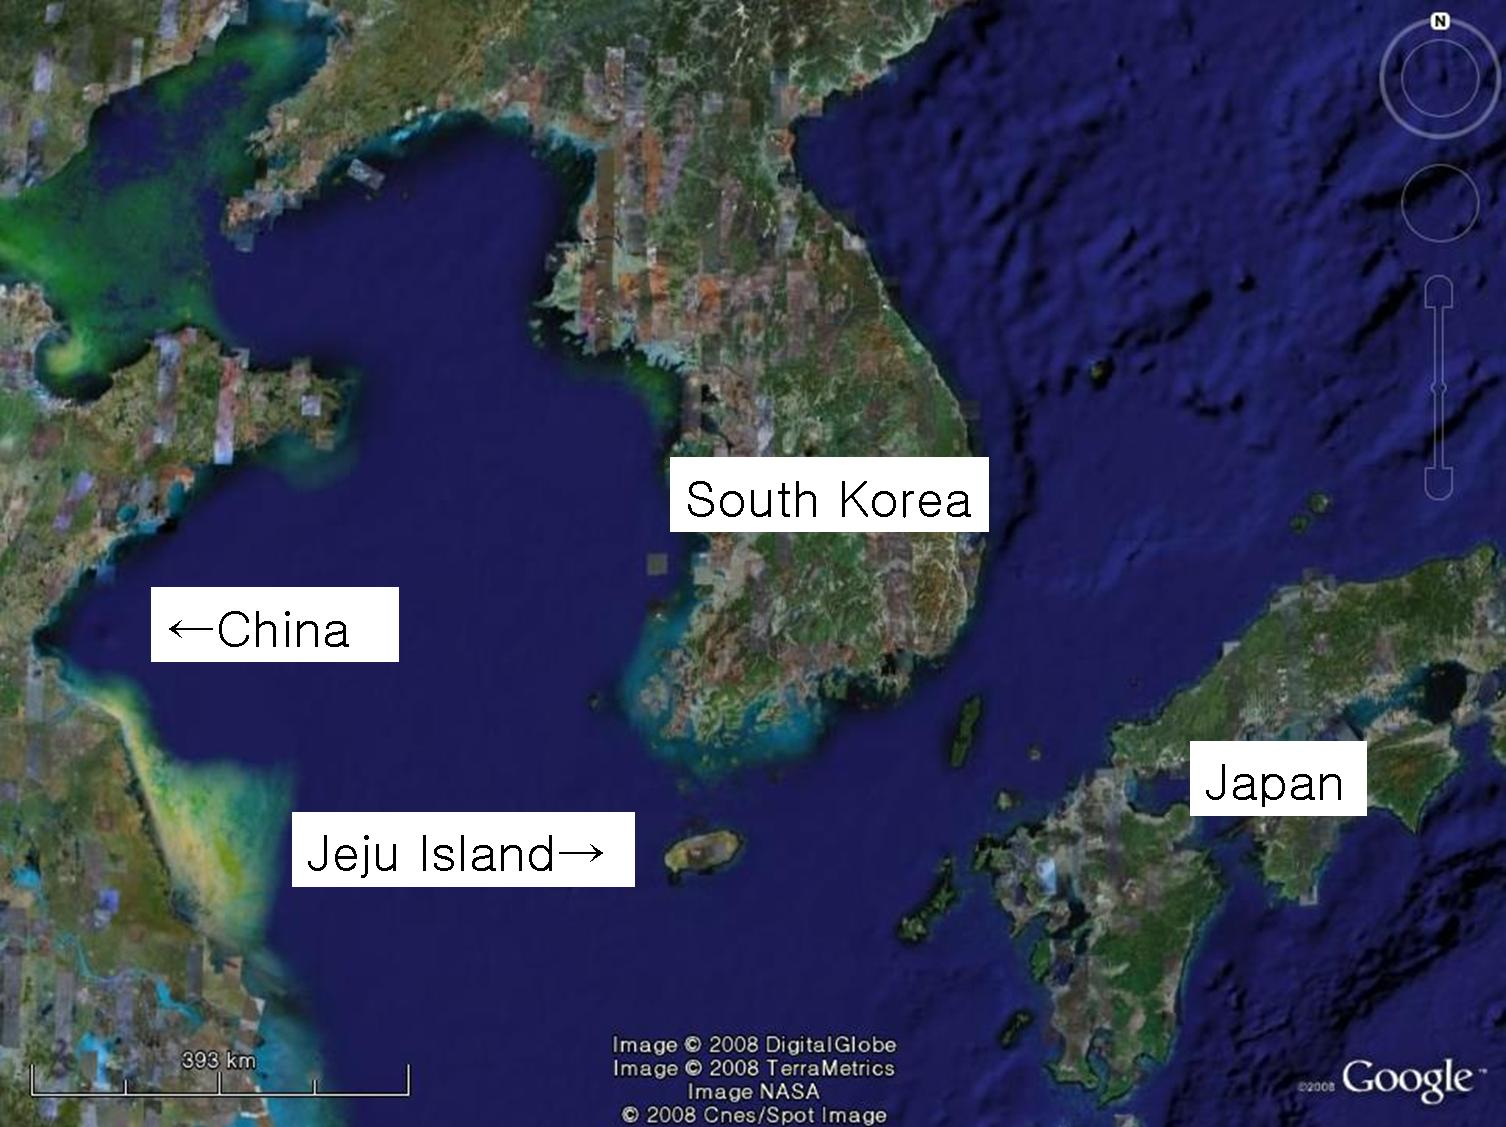 N
South Korea
←China
Japan
Jeju Island→
393 km
Image © 2008 DigitalGlobe
Image © 2008 TerraMetrics
Image NASA
© 2008 Cnes/Spot Image
©2008 Google™